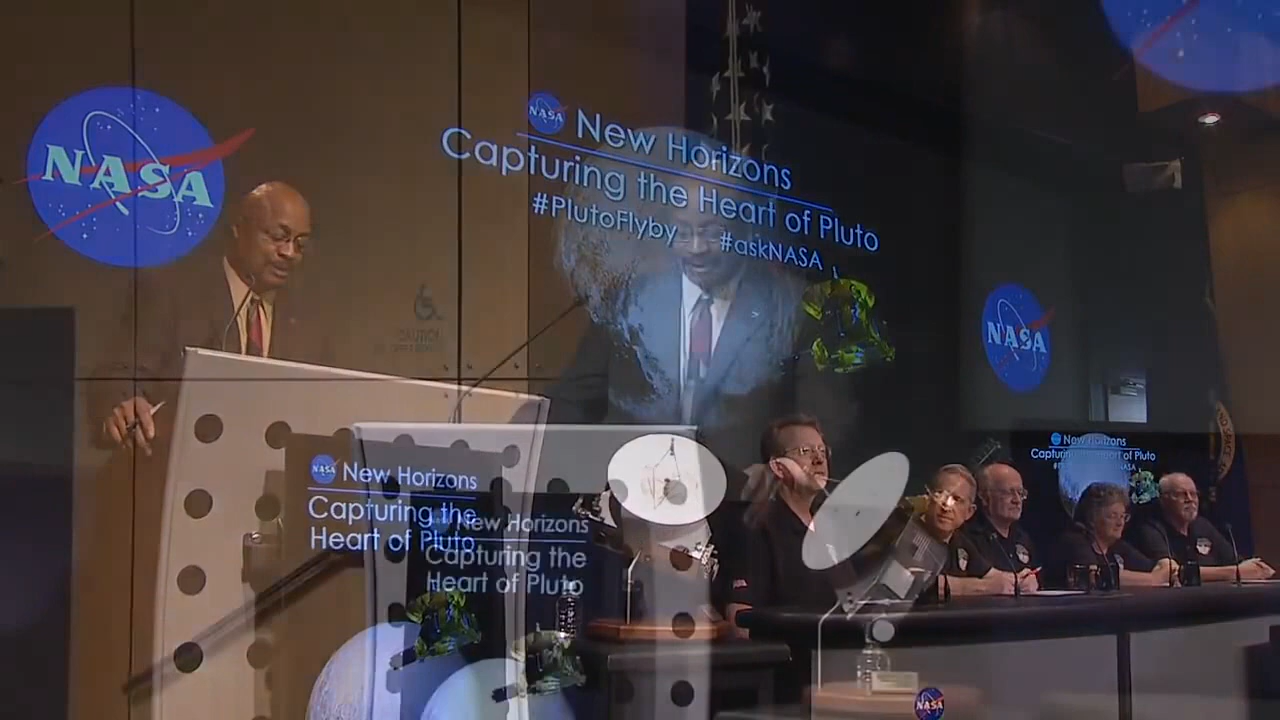 NASA
NASA
New Horizons
Capturing the Heart of Pluto
#PlutoFlyby #askNASA
CAUTION
NASA
NASA
New Horizons
Capturing the
Heart of Pluto
New Horizons
Capturing the
Heart of Pluto
New Horizons
Capturing the Heart of Pluto
NASA